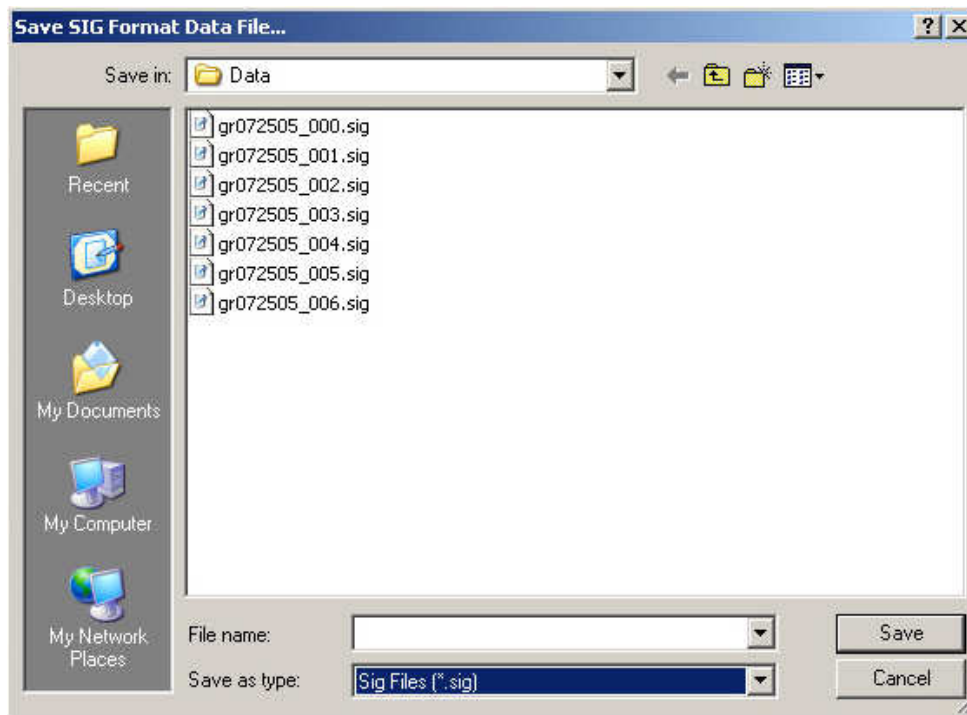 Save SIG Format Data File...
Save in: Data
gr072505_000.sig
gr072505_001.sig
gr072505_002.sig
gr072505_003.sig
gr072505_004.sig
gr072505_005.sig
gr072505_006.sig
Recent
Desktop
My Documents
My Computer
My Network
Places
File name:
Save
Save as type: Sig Files (*.sig)
Cancel